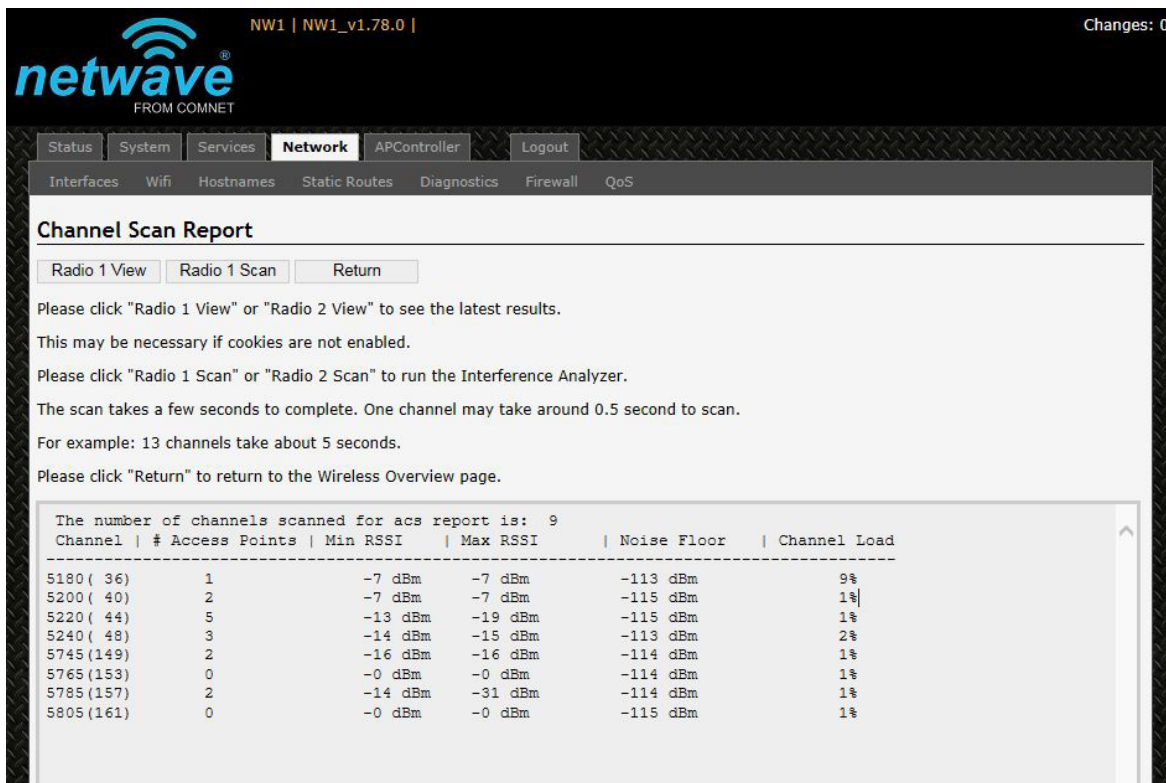 NW1 | NW1_v1.78.0 |
Changes: 0
netwave®
FROM COMNET
Status System Services Network APController Logout
Interfaces Wifi Hostnames Static Routes Diagnostics Firewall QoS
Channel Scan Report
Radio 1 View Radio 1 Scan Return
Please click "Radio 1 View" or "Radio 2 View" to see the latest results.
This may be necessary if cookies are not enabled.
Please click "Radio 1 Scan" or "Radio 2 Scan" to run the Interference Analyzer.
The scan takes a few seconds to complete. One channel may take around 0.5 second to scan.
For example: 13 channels take about 5 seconds.
Please click "Return" to return to the Wireless Overview page.
The number of channels scanned for acs report is: 9
Channel | # Access Points | Min RSSI | Max RSSI | Noise Floor | Channel Load
--------------------------------------------------------------------------------
5180( 36) 1 -7 dBm -7 dBm -113 dBm 9%
5200( 40) 2 -7 dBm -7 dBm -115 dBm 1%
5220( 44) 5 -13 dBm -19 dBm -115 dBm 1%
5240( 48) 3 -14 dBm -15 dBm -113 dBm 2%
5745(149) 2 -16 dBm -16 dBm -114 dBm 1%
5765(153) 0 -0 dBm -0 dBm -114 dBm 1%
5785(157) 2 -14 dBm -31 dBm -114 dBm 1%
5805(161) 0 -0 dBm -0 dBm -115 dBm 1%